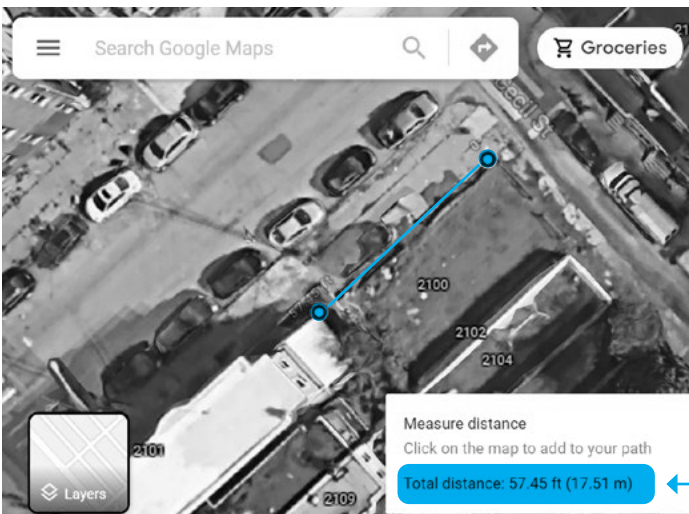 Search Google Maps
Groceries
21
Cecil St
2100
2102
2104
2101
2109
Layers
Measure distance
Click on the map to add to your path
Total distance: 57.45 ft (17.51 m)